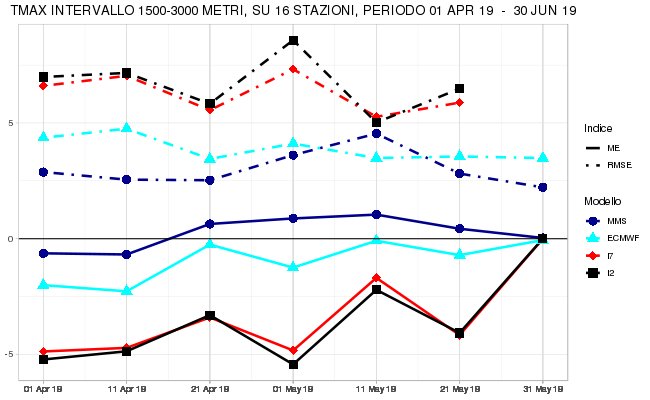 TMAX INTERVALLO 1500-3000 METRI, SU 16 STAZIONI, PERIODO 01 APR 19 - 30 JUN 19
5
0
-5
01 Apr 19 11 Apr 19 21 Apr 19 01 May 19 11 May 19 21 May 19 31 May 19
Indice
ME
RMSE
Modello
MMS
ECMWF
I7
I2